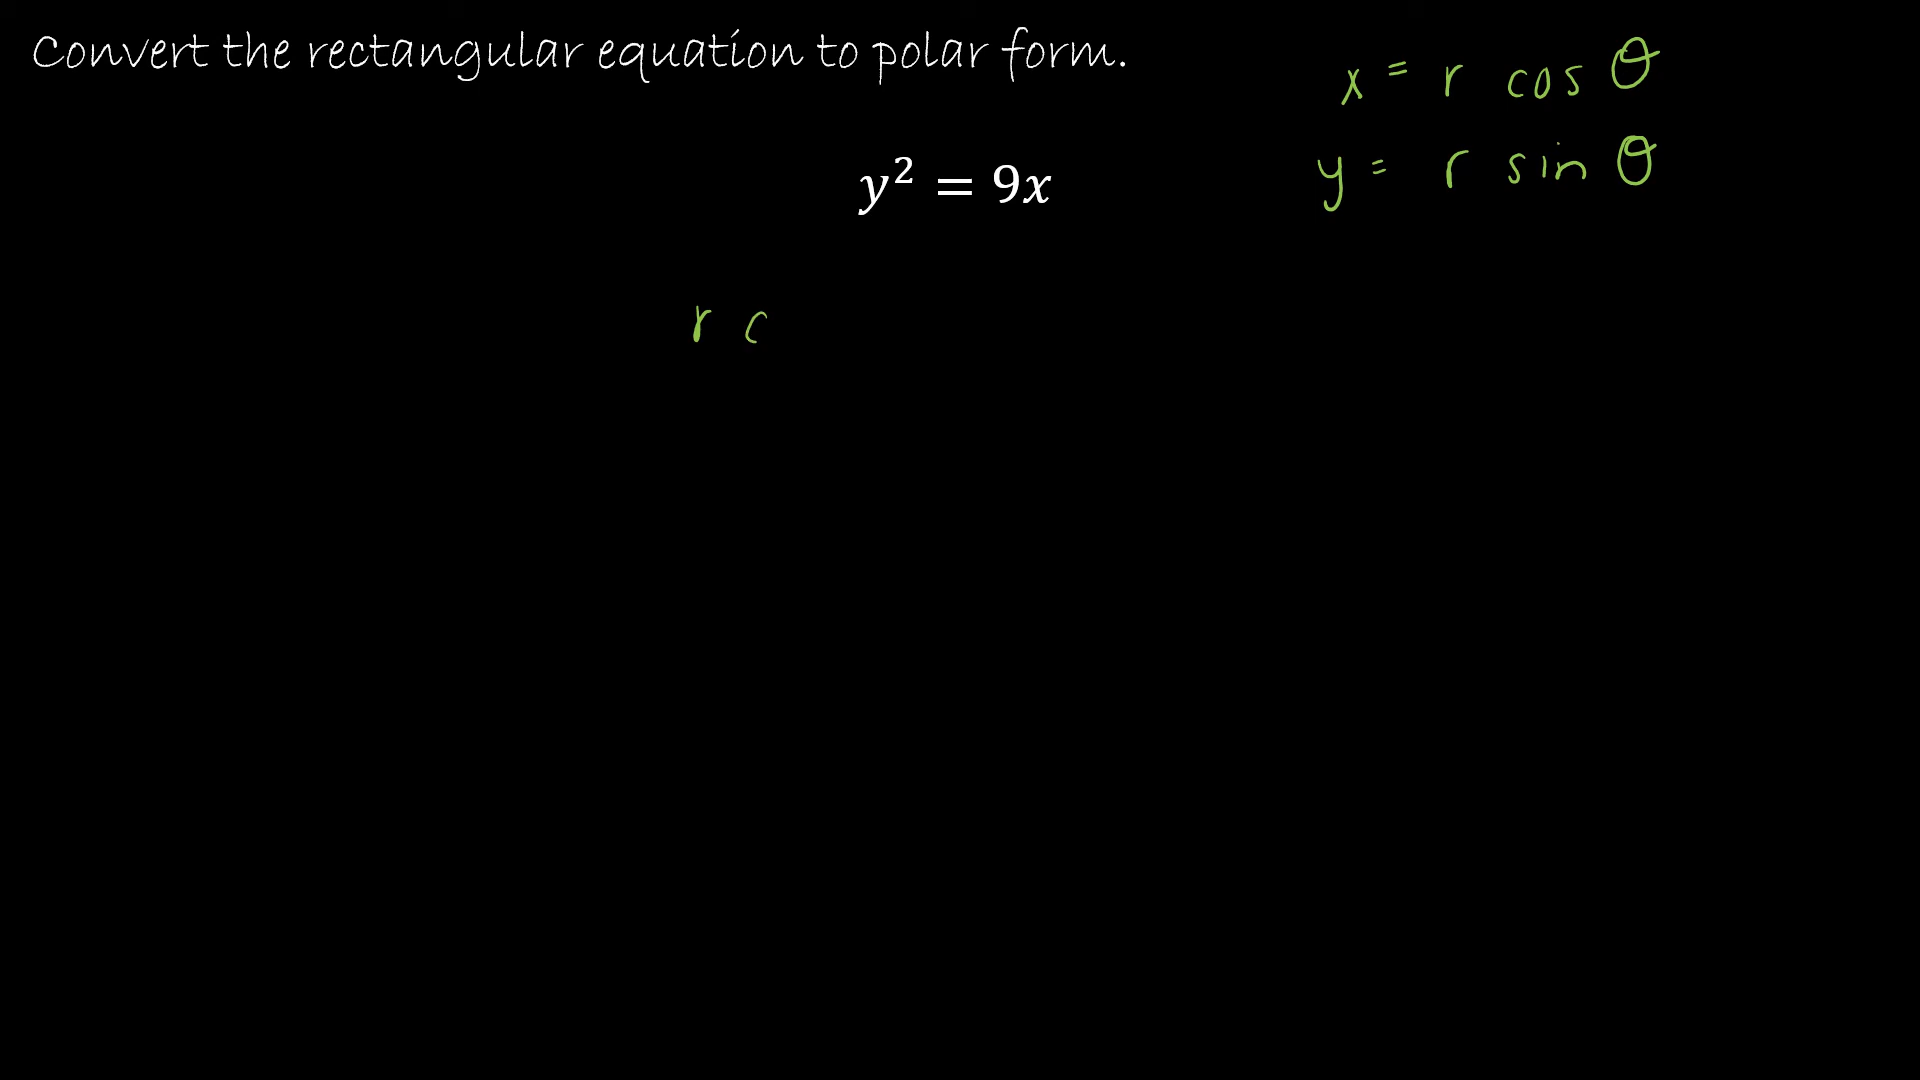 Convert the rectangular equation to polar form.
x = r cos θ
y² = 9x
y = r sin θ
r c